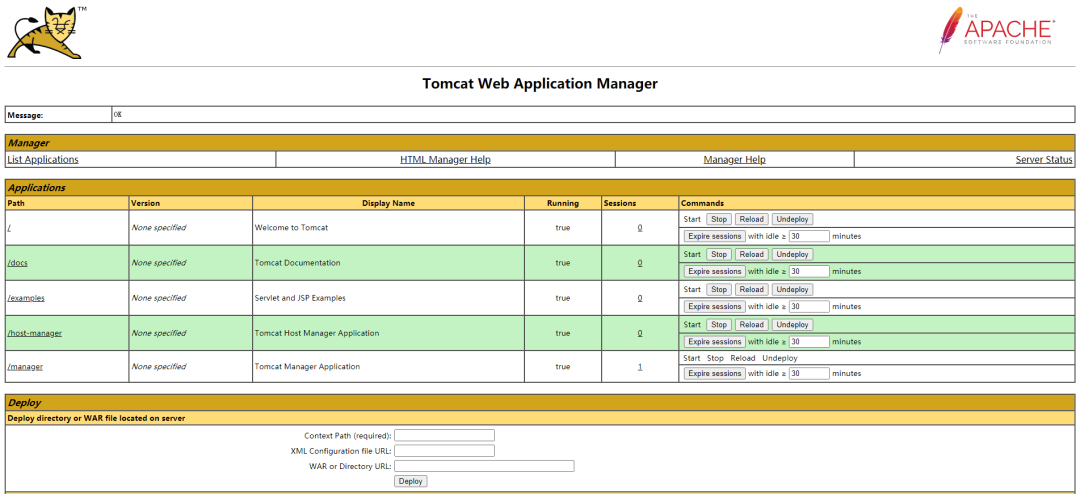 TM
THE
APACHE
SOFTWARE FOUNDATION
Tomcat Web Application Manager
Message: OK
Manager
List Applications HTML Manager Help Manager Help Server Status
Applications
Path Version Display Name Running Sessions Commands
/ None specified Welcome to Tomcat true 0 Start Stop Reload Undeploy
Expire sessions with idle ≥ 30 minutes
/docs None specified Tomcat Documentation true 0 Start Stop Reload Undeploy
Expire sessions with idle ≥ 30 minutes
/examples None specified Servlet and JSP Examples true 0 Start Stop Reload Undeploy
Expire sessions with idle ≥ 30 minutes
/host-manager None specified Tomcat Host Manager Application true 0 Start Stop Reload Undeploy
Expire sessions with idle ≥ 30 minutes
/manager None specified Tomcat Manager Application true 1 Start Stop Reload Undeploy
Expire sessions with idle ≥ 30 minutes
Deploy
Deploy directory or WAR file located on server
Context Path (required):
XML Configuration file URL:
WAR or Directory URL:
Deploy